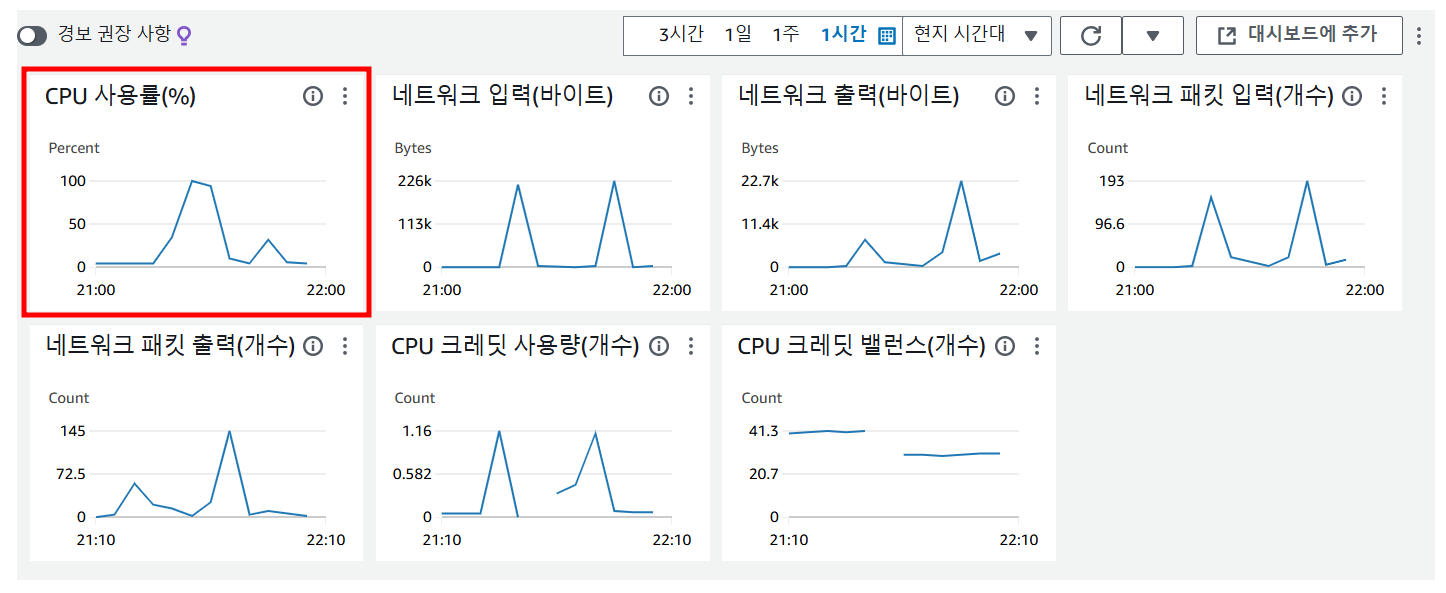 경보 권장 사항
3시간 1일 1주 1시간 현지 시간대 대시보드에 추가
CPU 사용률(%)
Percent
100
50
0
21:00 22:00
네트워크 입력(바이트)
Bytes
226k
113k
0
21:00 22:00
네트워크 출력(바이트)
Bytes
22.7k
11.4k
0
21:00 22:00
네트워크 패킷 입력(개수)
Count
193
96.6
0
21:00 22:00
네트워크 패킷 출력(개수)
Count
145
72.5
0
21:10 22:10
CPU 크레딧 사용량(개수)
Count
1.16
0.582
0
21:10 22:10
CPU 크레딧 밸런스(개수)
Count
41.3
20.7
0
21:10 22:10